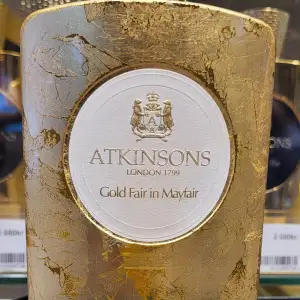 A
ATKINSONS
LONDON 1799
Gold Fair in Mayfair